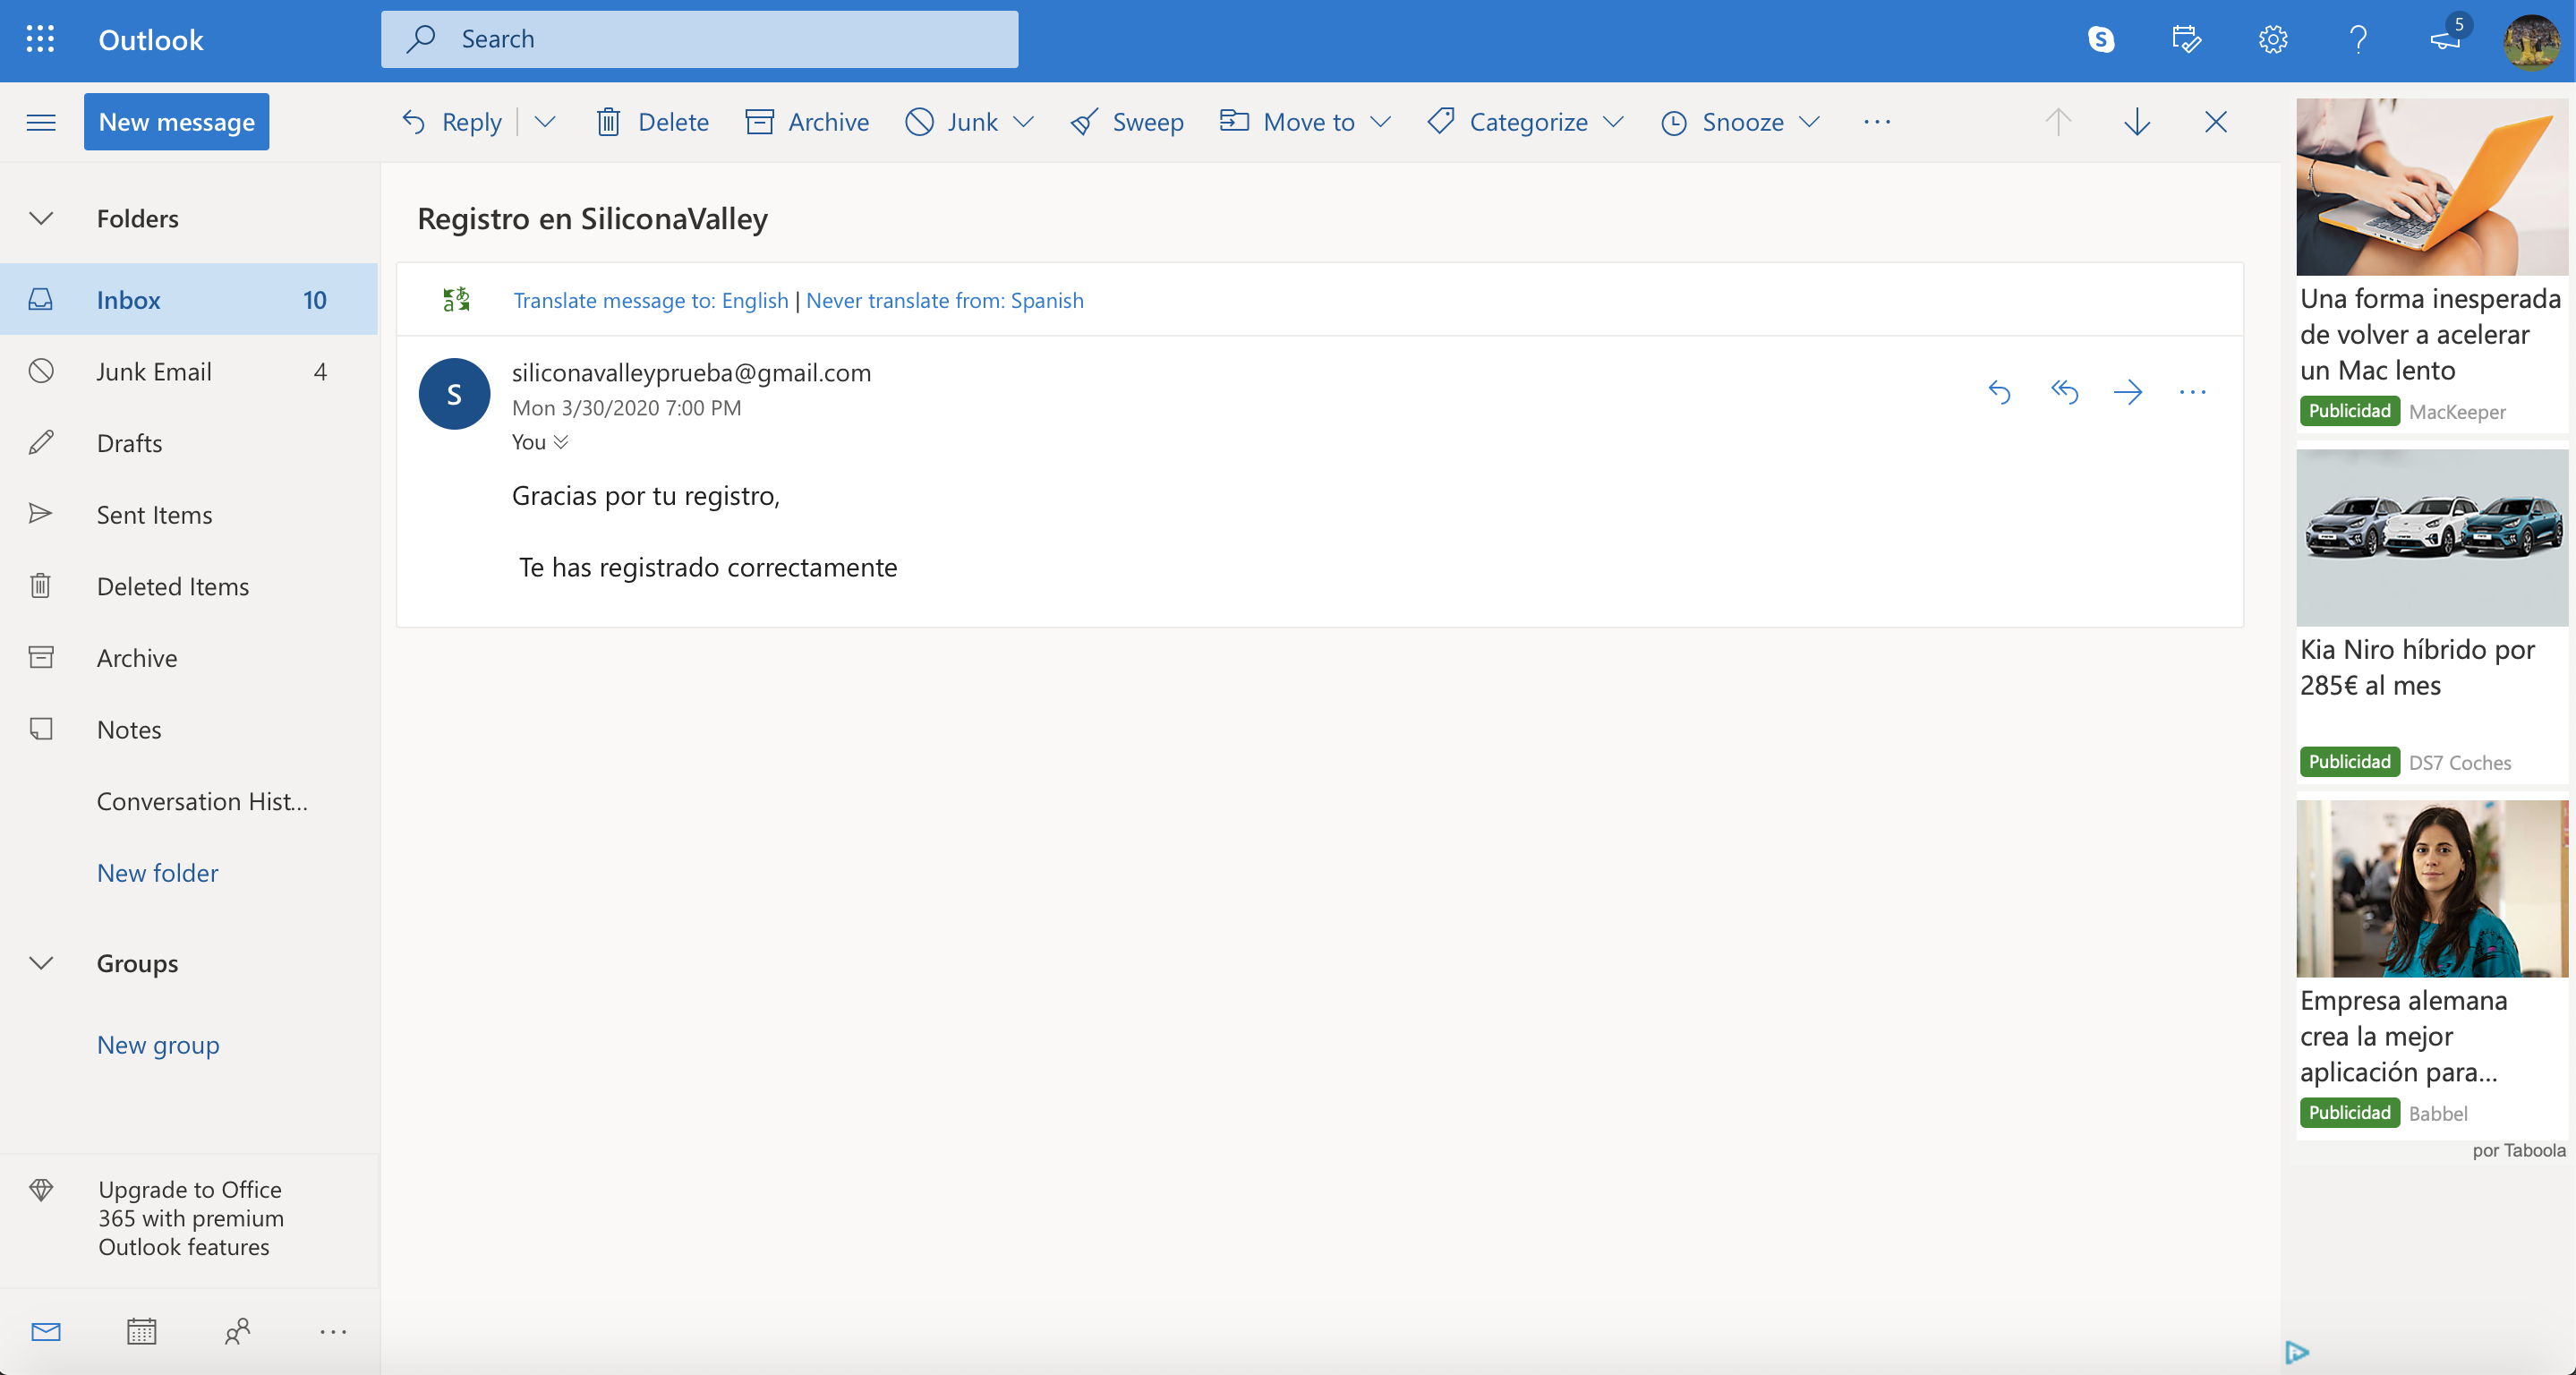 Outlook
Search
5
New message
Reply
Delete
Archive
Junk
Sweep
Move to
Categorize
Snooze
Folders
Inbox 10
Junk Email 4
Drafts
Sent Items
Deleted Items
Archive
Notes
Conversation Hist...
New folder
Groups
New group
Upgrade to Office
365 with premium
Outlook features
Registro en SiliconaValley
Translate message to: English | Never translate from: Spanish
S
siliconavalleyprueba@gmail.com
Mon 3/30/2020 7:00 PM
You
Gracias por tu registro,
Te has registrado correctamente
Una forma inesperada
de volver a acelerar
un Mac lento
Publicidad MacKeeper
Kia Niro híbrido por
285€ al mes
Publicidad DS7 Coches
Empresa alemana
crea la mejor
aplicación para...
Publicidad Babbel
por Taboola